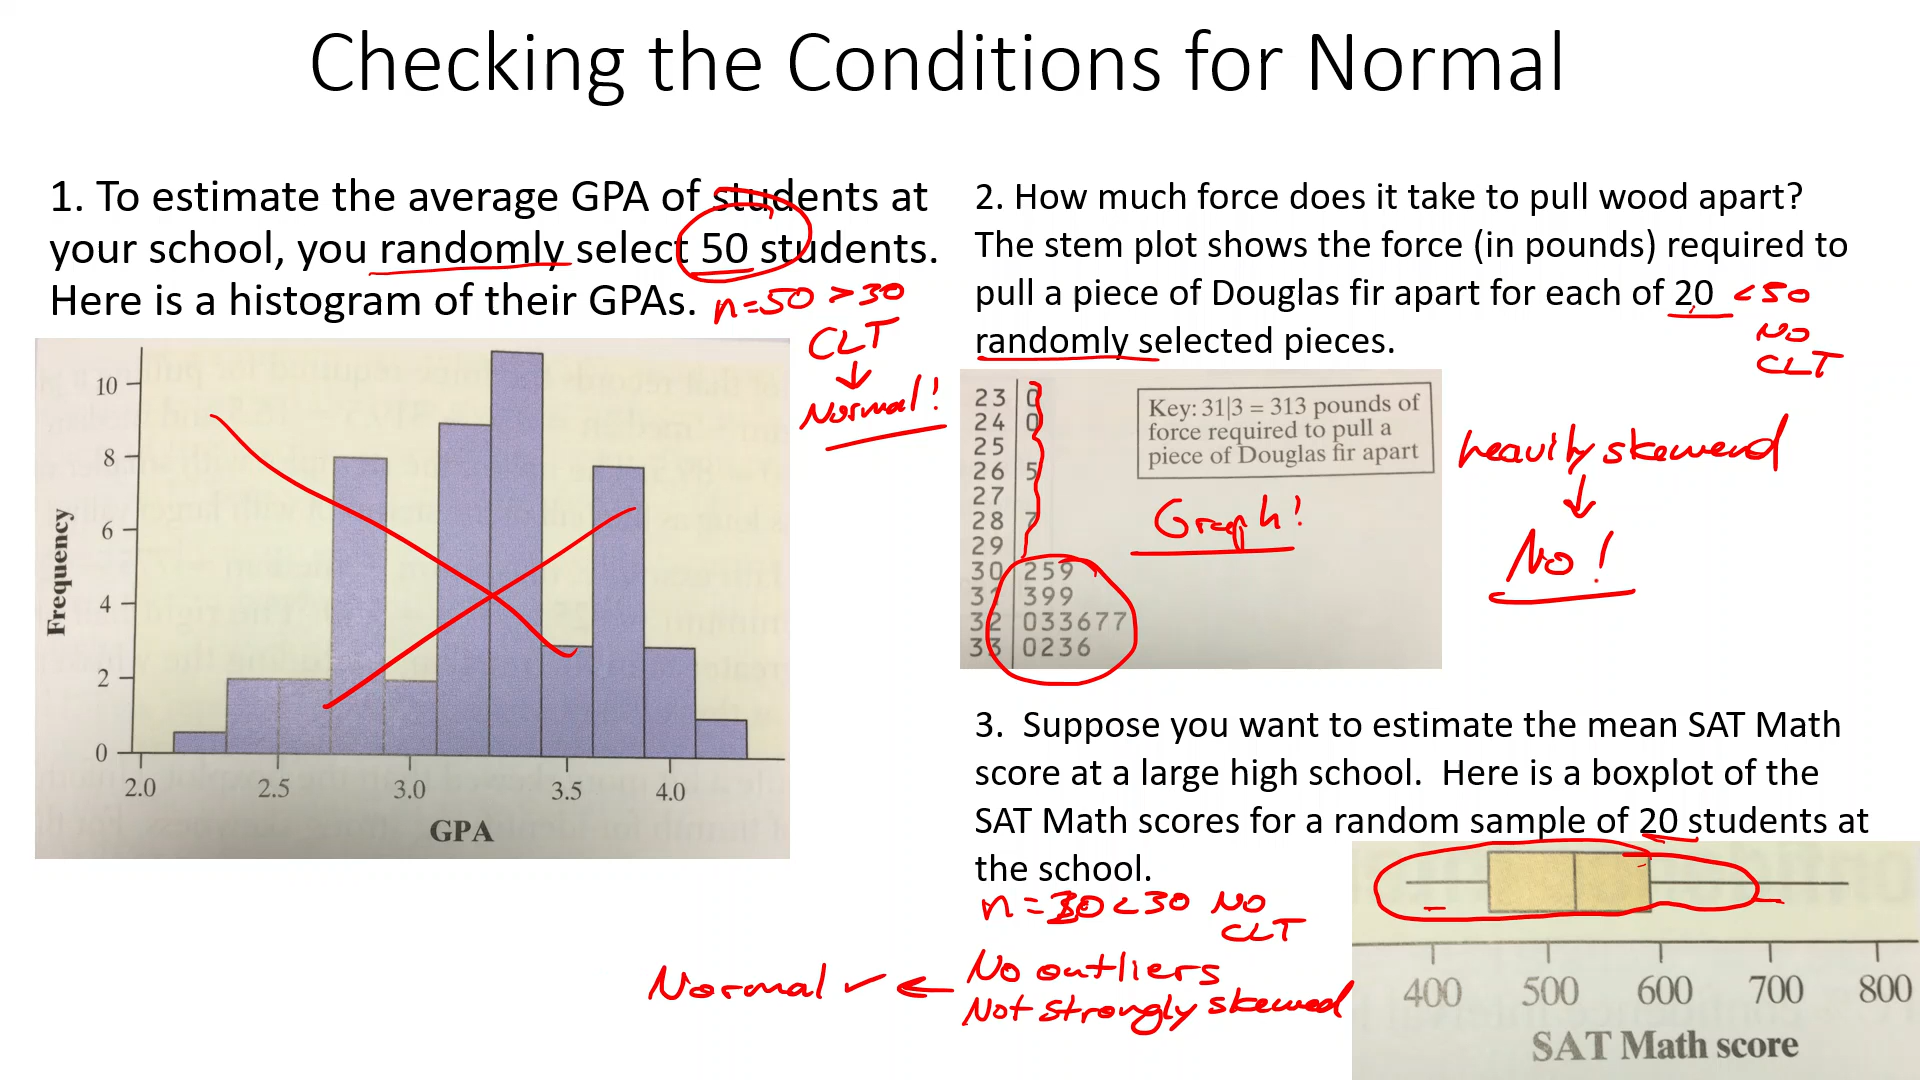 Checking the Conditions for Normal
1. To estimate the average GPA of students at
your school, you randomly select 50 students.
Here is a histogram of their GPAs.
n=50 >30
CLT
Normal!
10
8
6
4
2
0
Frequency
2.0 2.5 3.0 3.5 4.0
GPA
2. How much force does it take to pull wood apart?
The stem plot shows the force (in pounds) required to
pull a piece of Douglas fir apart for each of 20
randomly selected pieces.
<50
NO
CLT
23 0
24 0
25
26 5
27
28 7
29
30 259
31 399
32 033677
33 0236
Key: 31|3 = 313 pounds of
force required to pull a
piece of Douglas fir apart
Graph!
heavily skewend
No!
3. Suppose you want to estimate the mean SAT Math
score at a large high school. Here is a boxplot of the
SAT Math scores for a random sample of 20 students at
the school.
n = 20<30 NO
CLT
No outliers
Not strongly skewed
Normal
400 500 600 700 800
SAT Math score